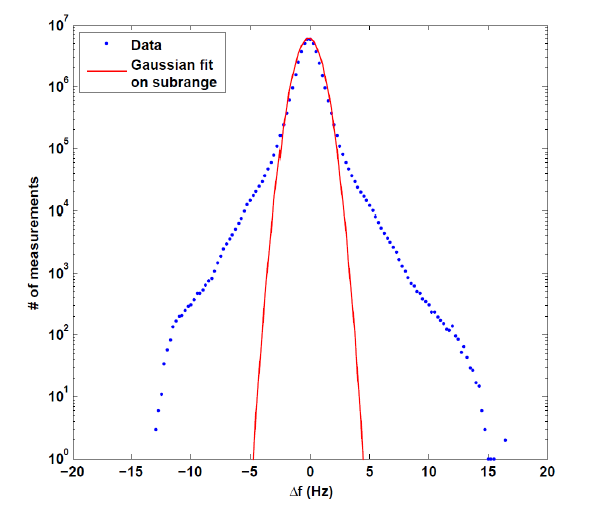 10^7
10^6
10^5
10^4
10^3
10^2
10^1
10^0
# of measurements
Data
Gaussian fit
on subrange
−20 −15 −10 −5 0 5 10 15 20
Δf (Hz)